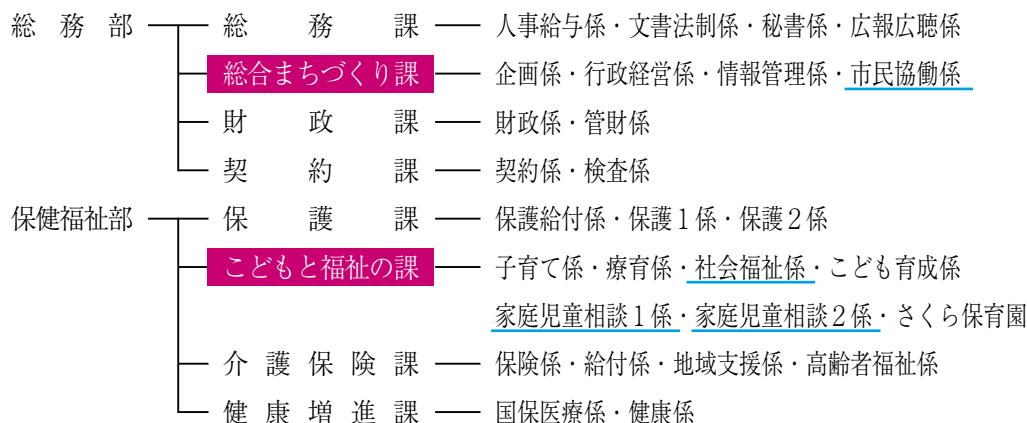 総務部 総務課 人事給与係・文書法制係・秘書係・広報広聴係
総合まちづくり課 企画係・行政経営係・情報管理係・市民協働係
財政課 財政係・管財係
契約課 契約係・検査係
保健福祉部 保護課 保護給付係・保護1係・保護2係
こどもと福祉の課 子育て係・療育係・社会福祉係・こども育成係
家庭児童相談1係・家庭児童相談2係・さくら保育園
介護保険課 保険係・給付係・地域支援係・高齢者福祉係
健康増進課 国保医療係・健康係